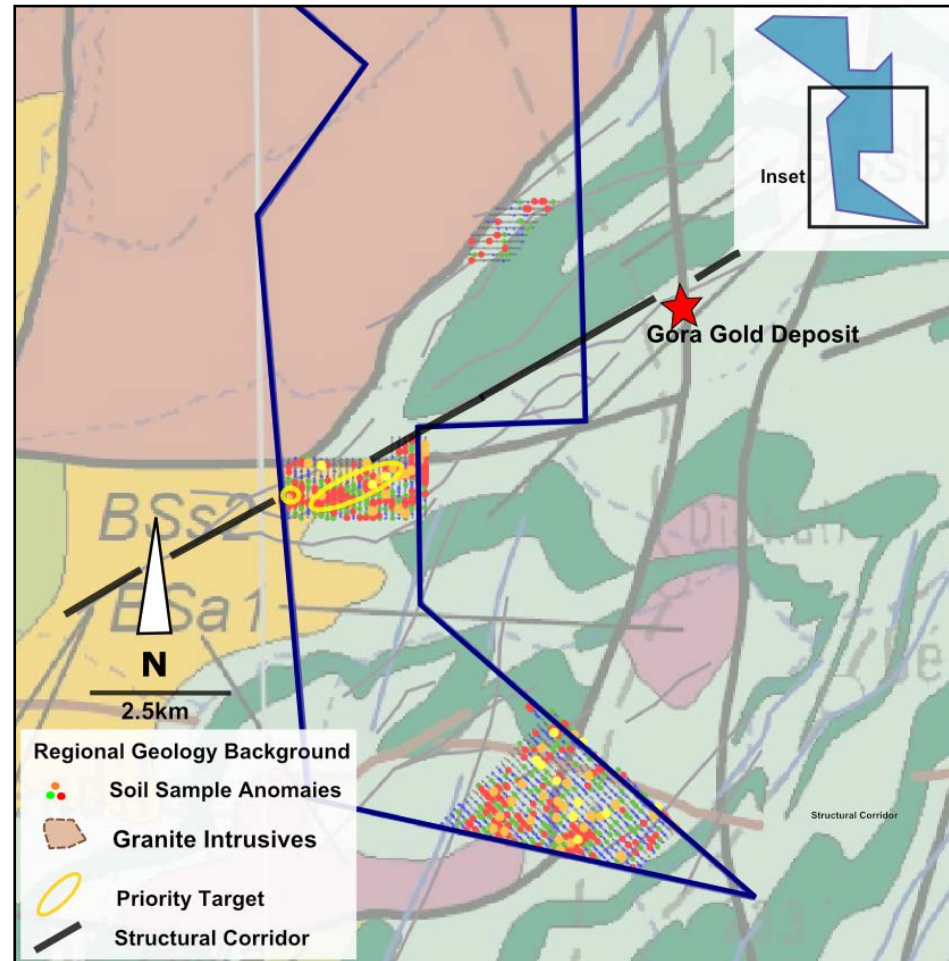 Inset
Gora Gold Deposit
BSs2
BSa1
N
2.5km
Structural Corridor
Regional Geology Background
Soil Sample Anomaies
Granite Intrusives
Priority Target
Structural Corridor